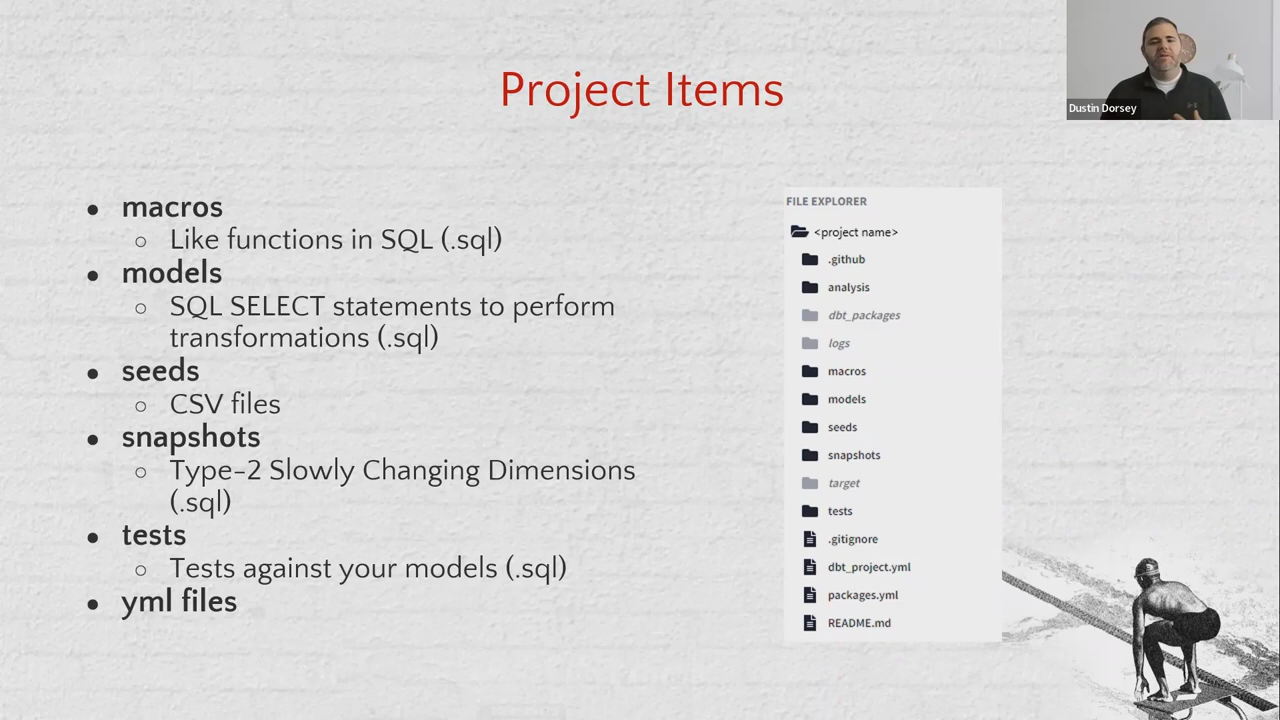 Project Items
Dustin Dorsey
● macros
○ Like functions in SQL (.sql)
● models
○ SQL SELECT statements to perform
transformations (.sql)
● seeds
○ CSV files
● snapshots
○ Type-2 Slowly Changing Dimensions
(.sql)
● tests
○ Tests against your models (.sql)
● yml files
FILE EXPLORER
<project name>
.github
analysis
dbt_packages
logs
macros
models
seeds
snapshots
target
tests
.gitignore
dbt_project.yml
packages.yml
README.md